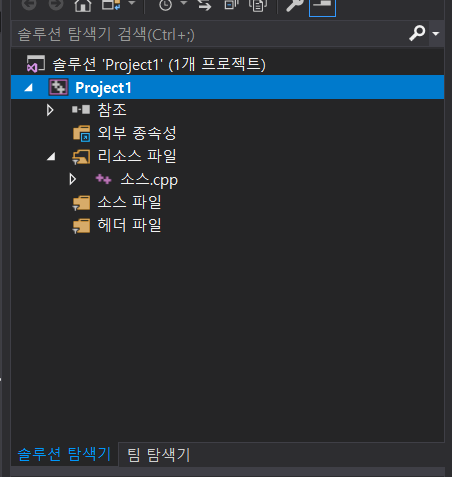 솔루션 탐색기 검색(Ctrl+;)
솔루션 'Project1' (1개 프로젝트)
Project1
참조
외부 종속성
리소스 파일
소스.cpp
소스 파일
헤더 파일
솔루션 탐색기 팀 탐색기